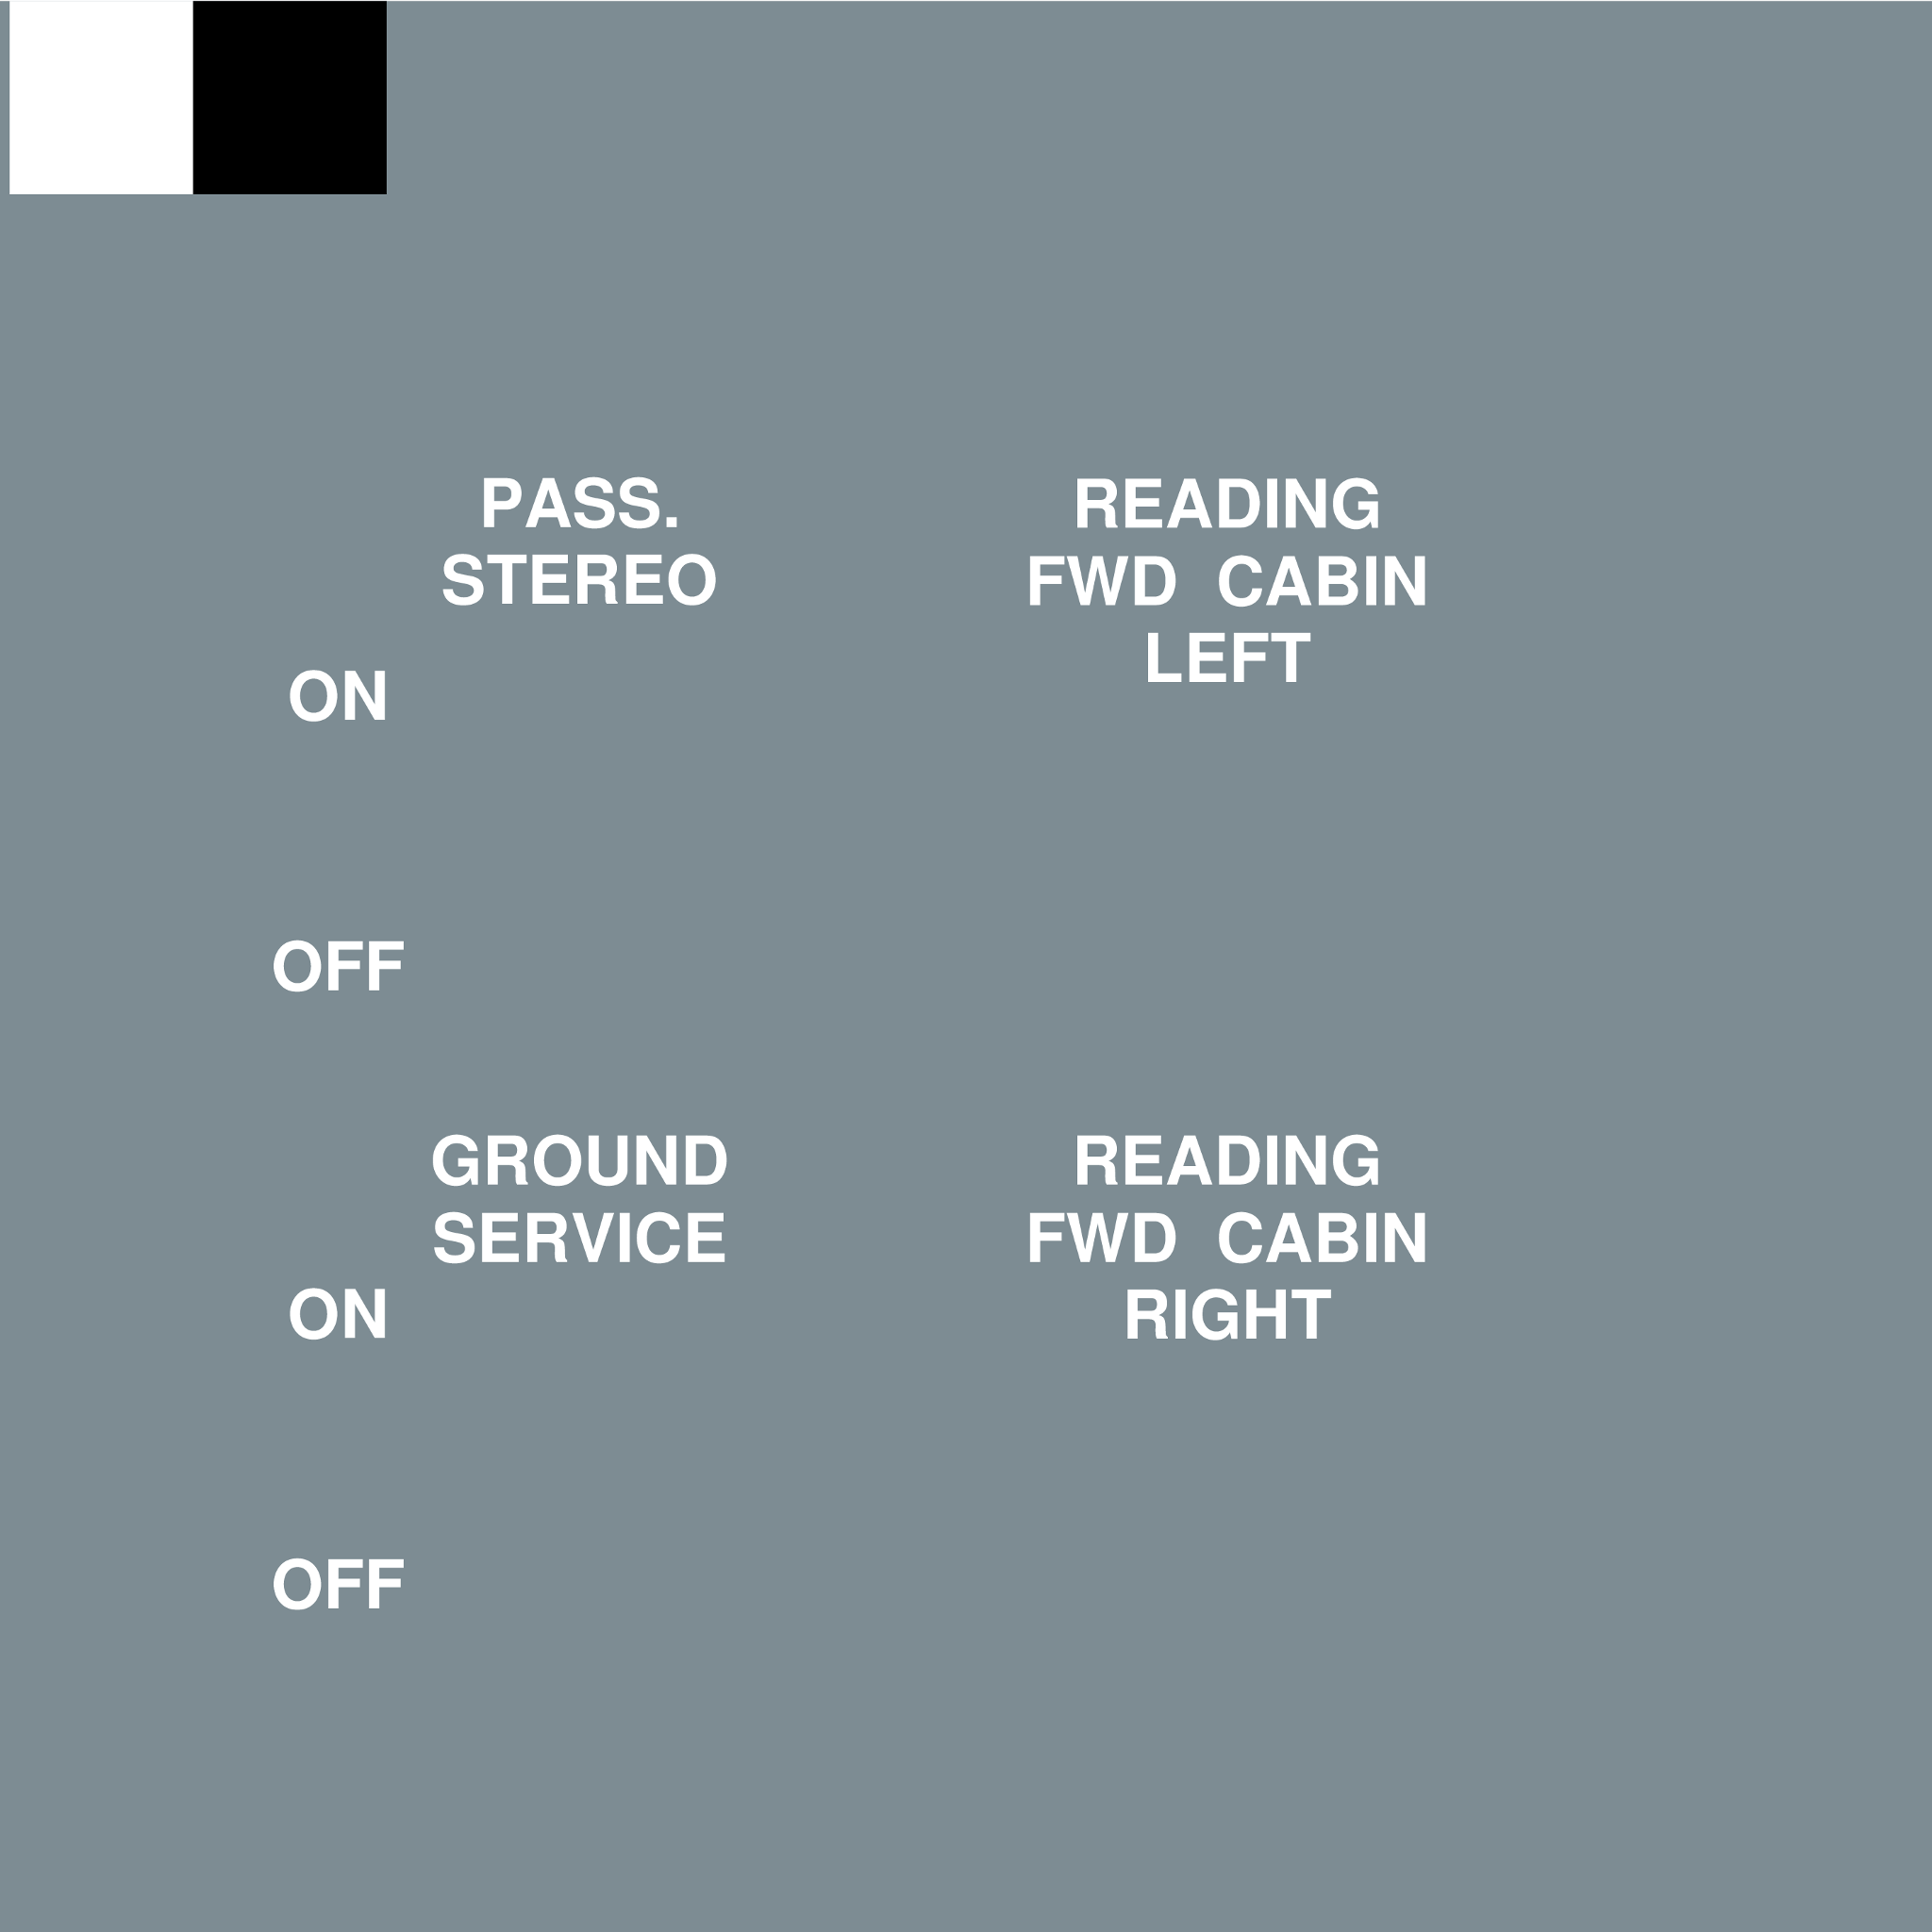 PASS.
STEREO
ON
OFF
READING
FWD CABIN
LEFT
GROUND
SERVICE
ON
OFF
READING
FWD CABIN
RIGHT